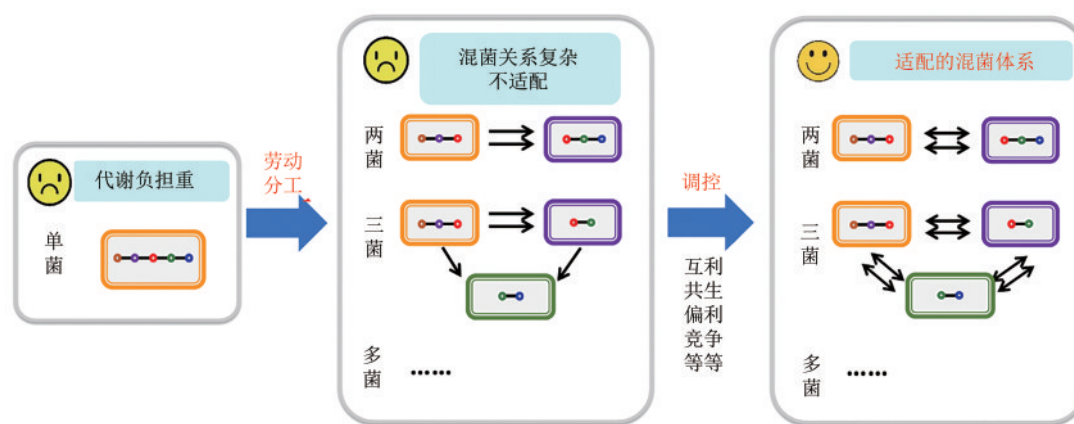 代谢负担重
单
菌
劳动
分工
混菌关系复杂
不适配
两
菌
三
菌
多
菌
······
调控
互利
共生
偏利
竞争
等等
适配的混菌体系
两
菌
三
菌
多
菌
······